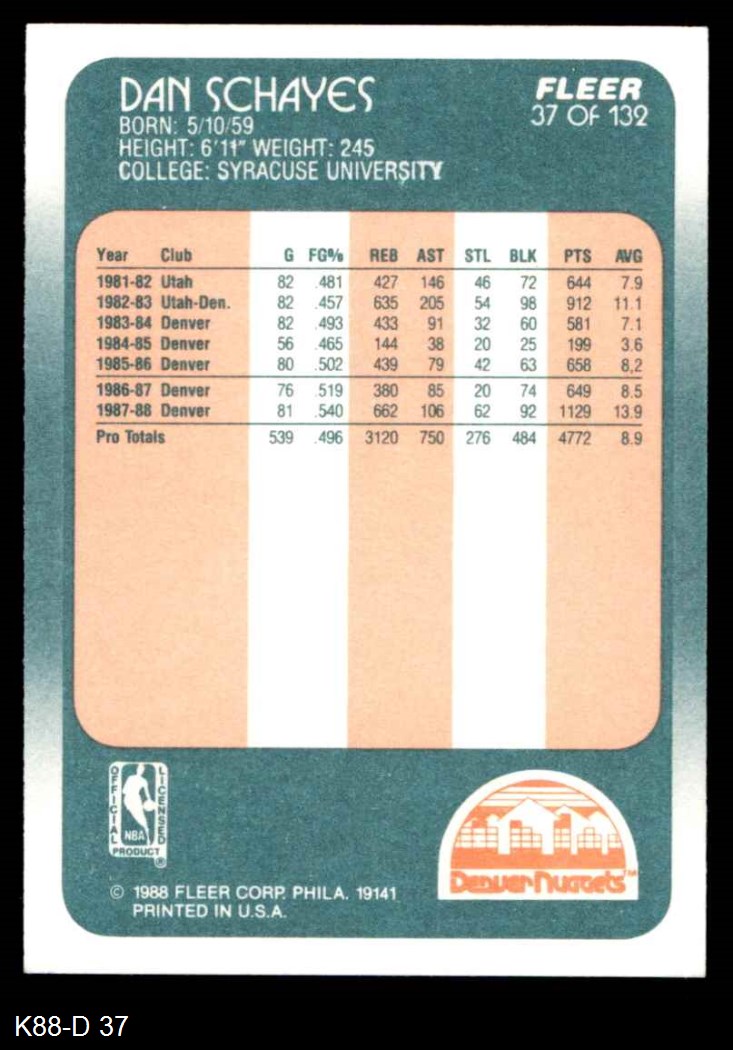 DAN SCHAYES
BORN: 5/10/59
HEIGHT: 6'11" WEIGHT: 245
COLLEGE: SYRACUSE UNIVERSITY
FLEER
37 OF 132
Year Club G FG% REB AST STL BLK PTS AVG
1981-82 Utah 82 .481 427 146 46 72 644 7.9
1982-83 Utah-Den. 82 .457 635 205 54 98 912 11.1
1983-84 Denver 82 .493 433 91 32 60 581 7.1
1984-85 Denver 56 .465 144 38 20 25 199 3.6
1985-86 Denver 80 .502 439 79 42 63 658 8,2
1986-87 Denver 76 .519 380 85 20 74 649 8.5
1987-88 Denver 81 .540 662 106 62 92 1129 13.9
Pro Totals 539 .496 3120 750 276 484 4772 8.9
OFFICIAL LICENSED
NBA
PRODUCT ®
Denver Nuggets™
© 1988 FLEER CORP. PHILA. 19141
PRINTED IN U.S.A.
K88-D 37